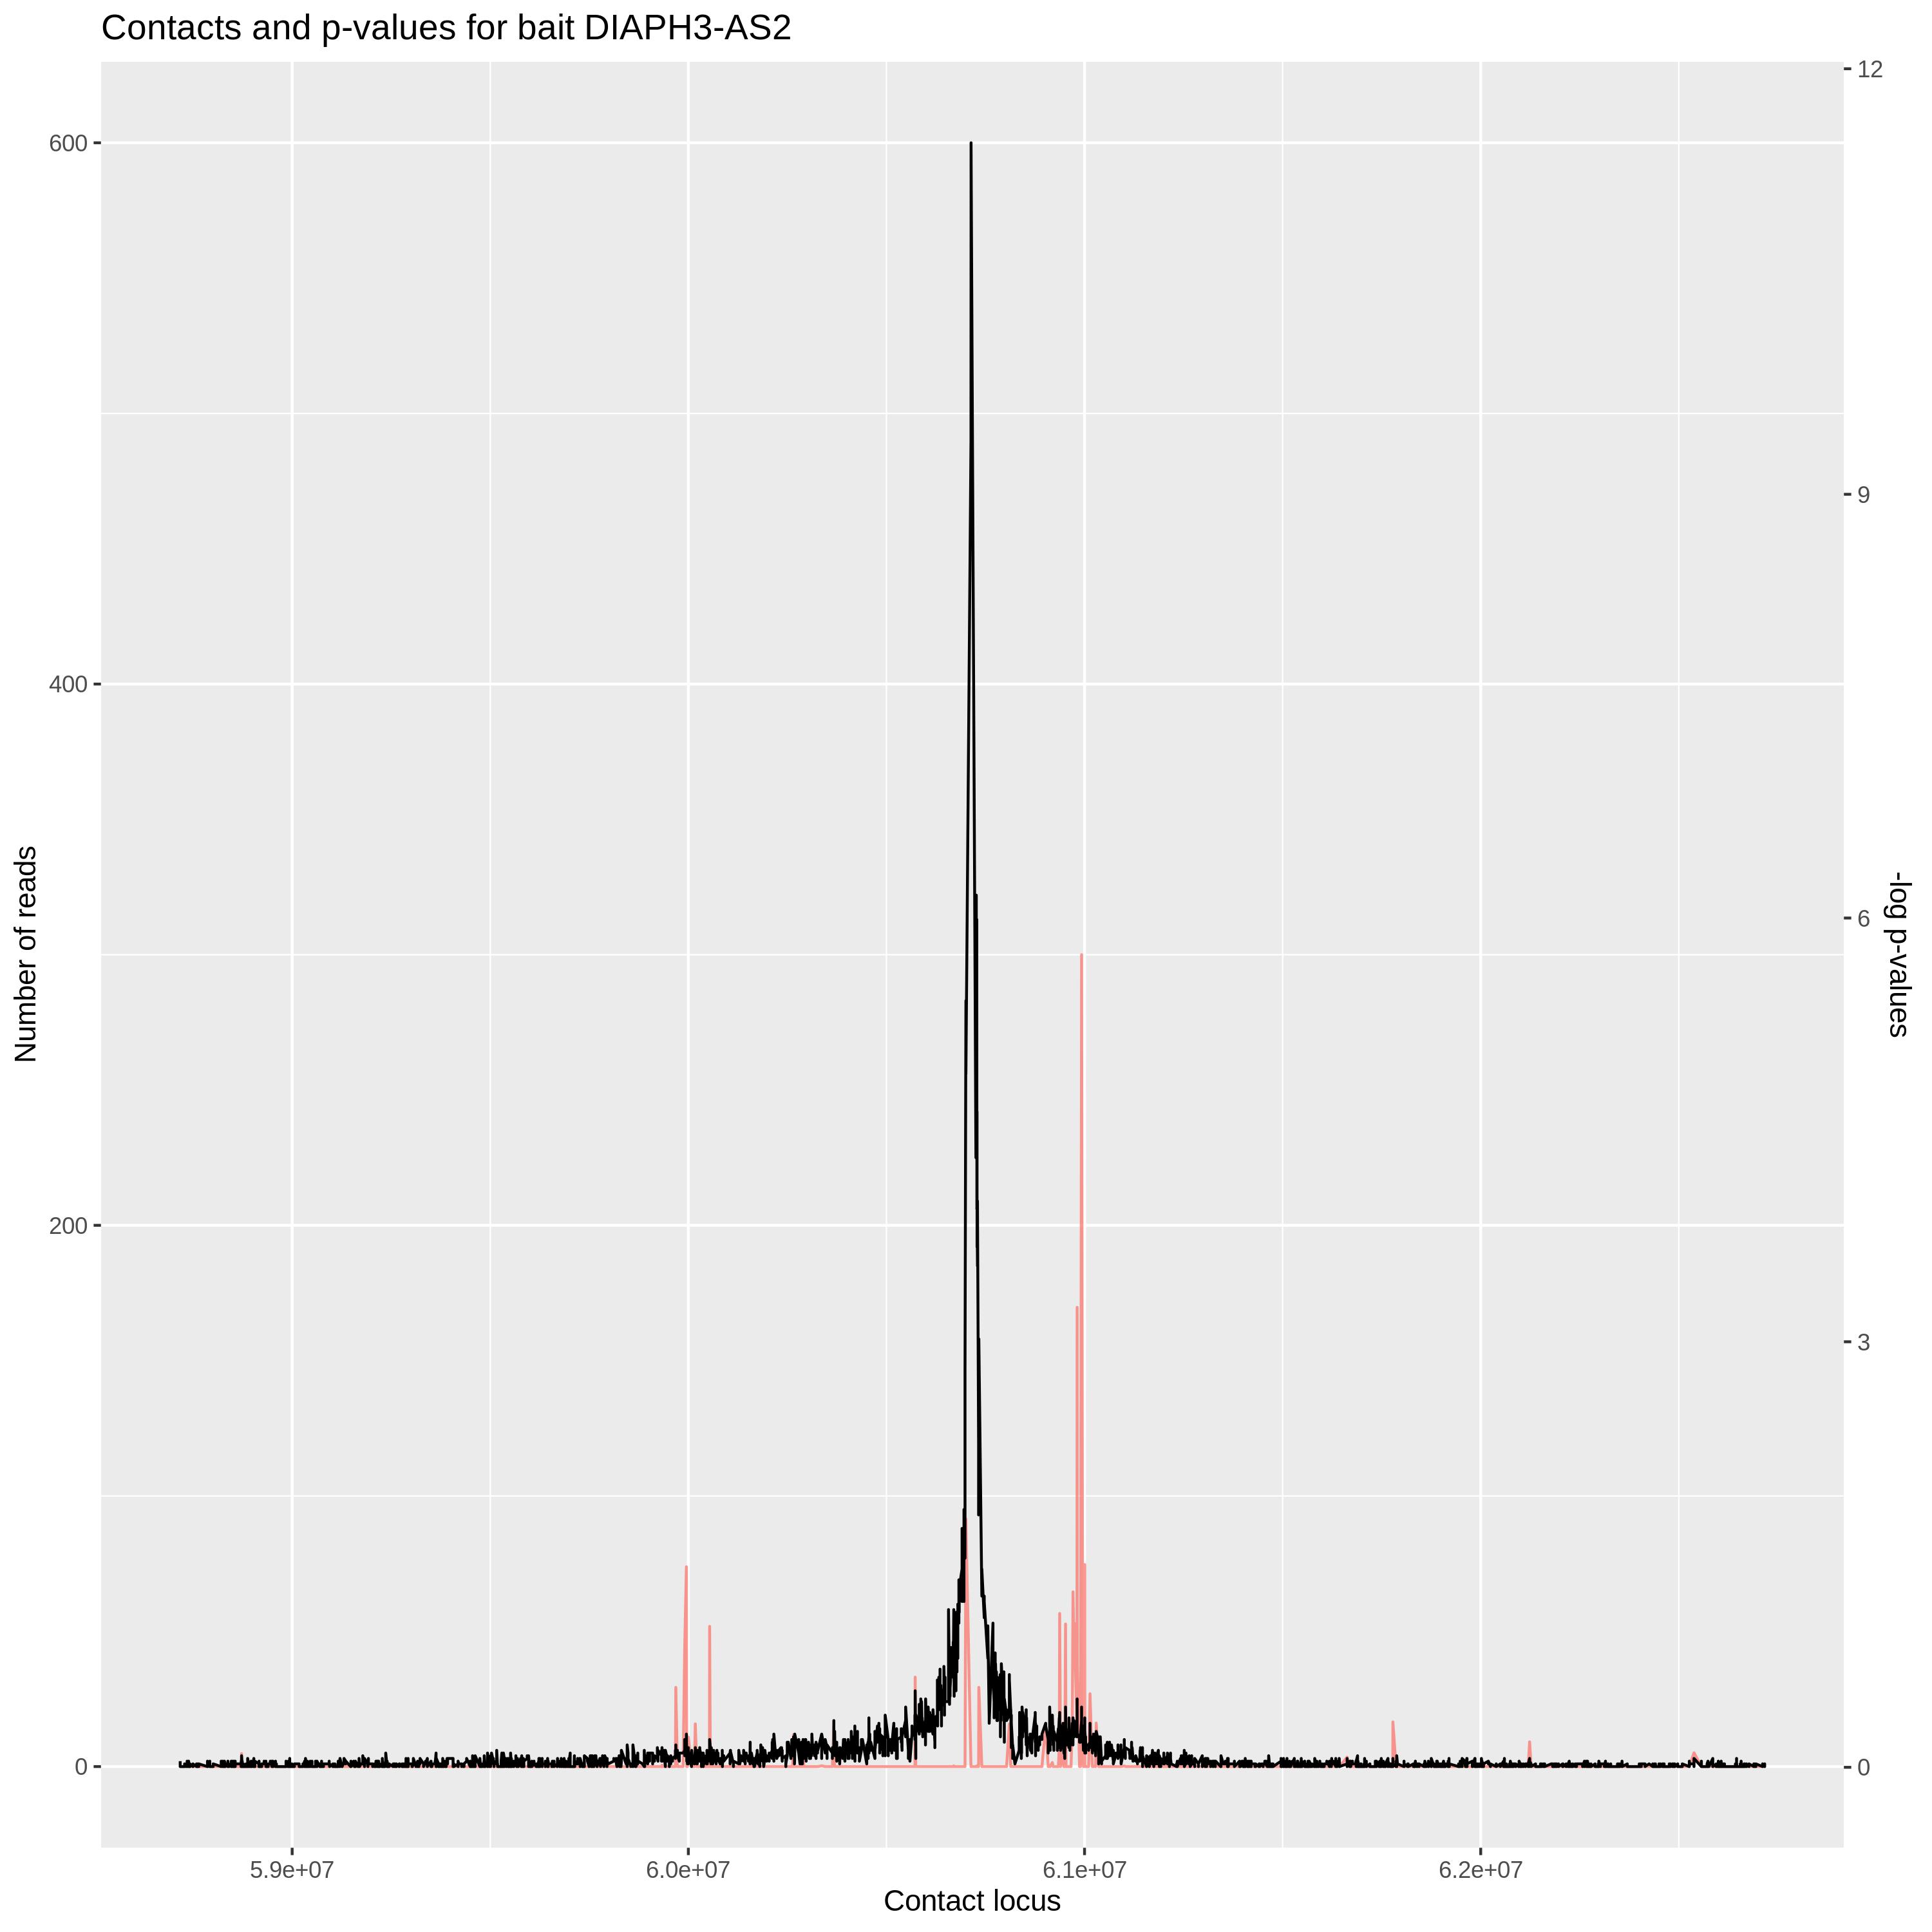 Contacts and p-values for bait DIAPH3-AS2
12
600
9
400
Number of reads
-log p-values
6
200
3
0
0
5.9e+07
6.0e+07
6.1e+07
6.2e+07
Contact locus